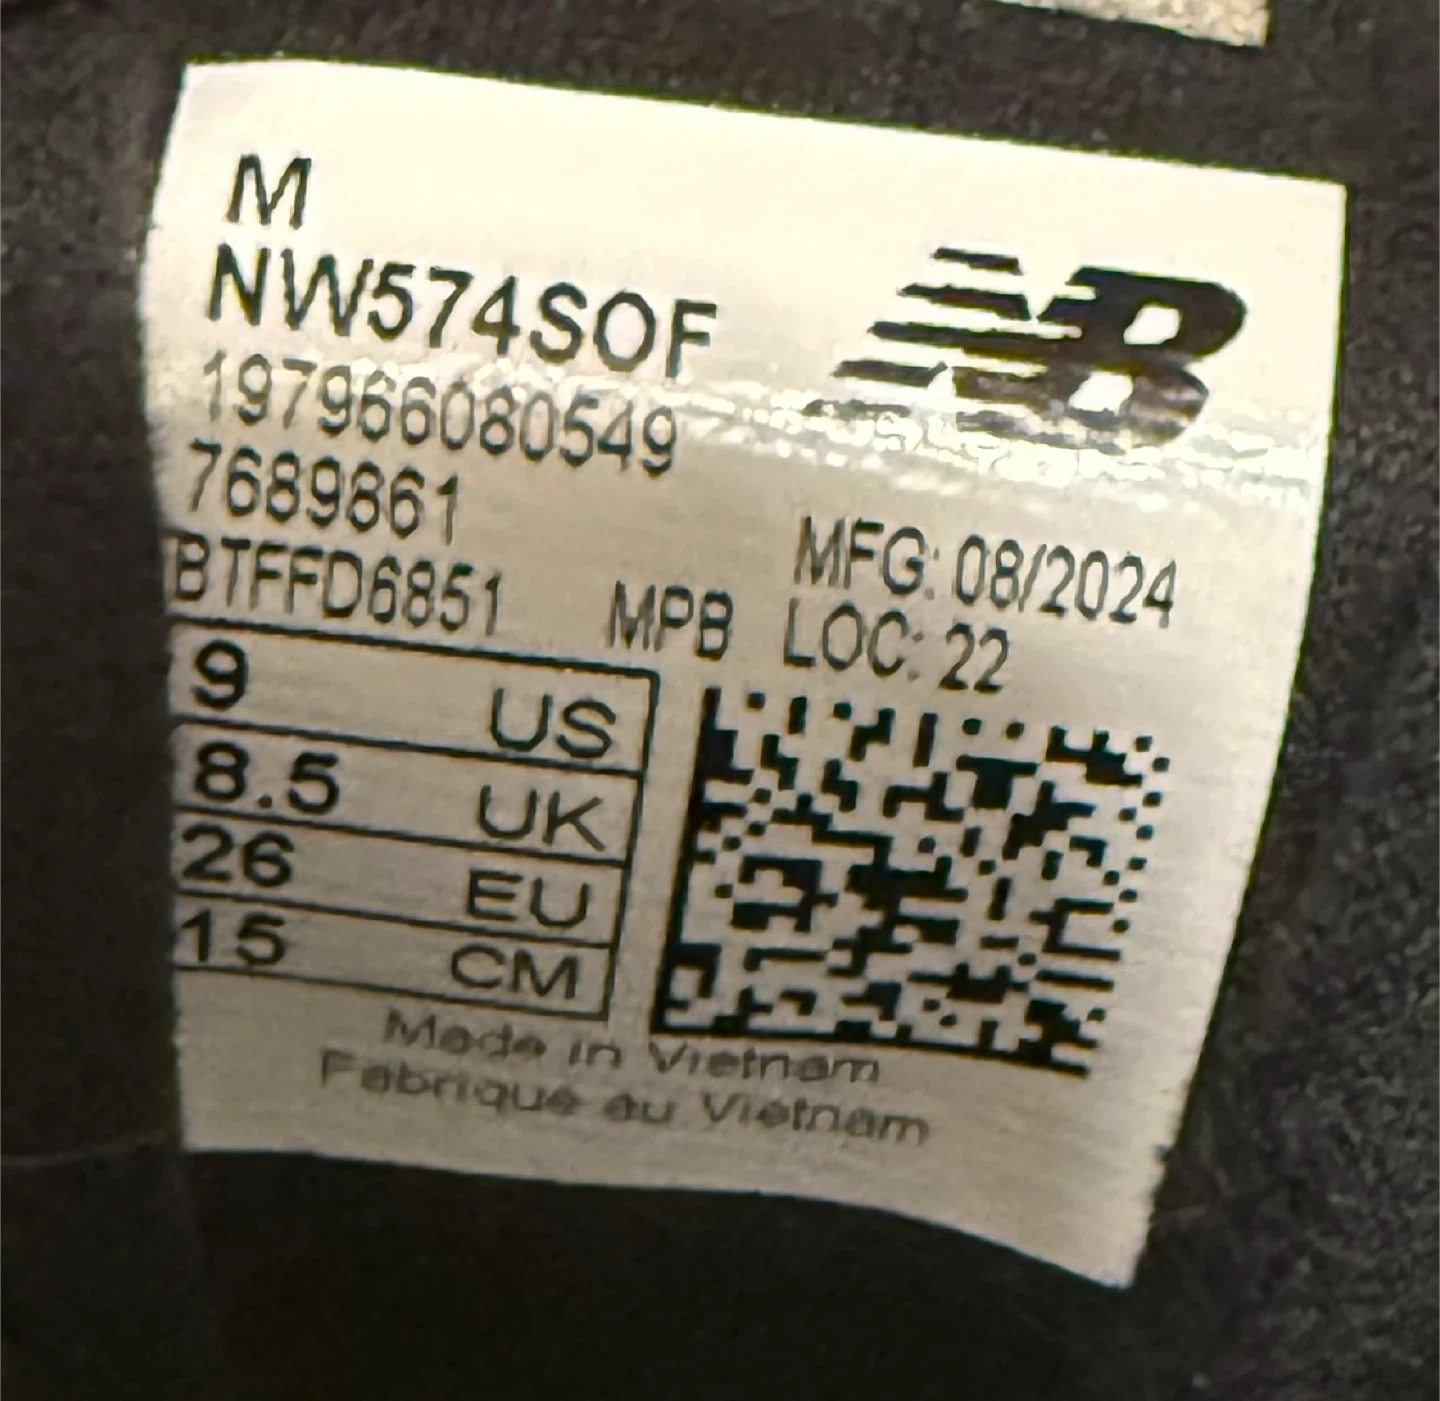 M
NW574SOF
197966080549
7689861
BTFFD6851 MPB
MFG: 08/2024
LOC: 22
9 US
8.5 UK
26 EU
15 CM
Made in Vietnam
Fabrique au Vietnam
NB